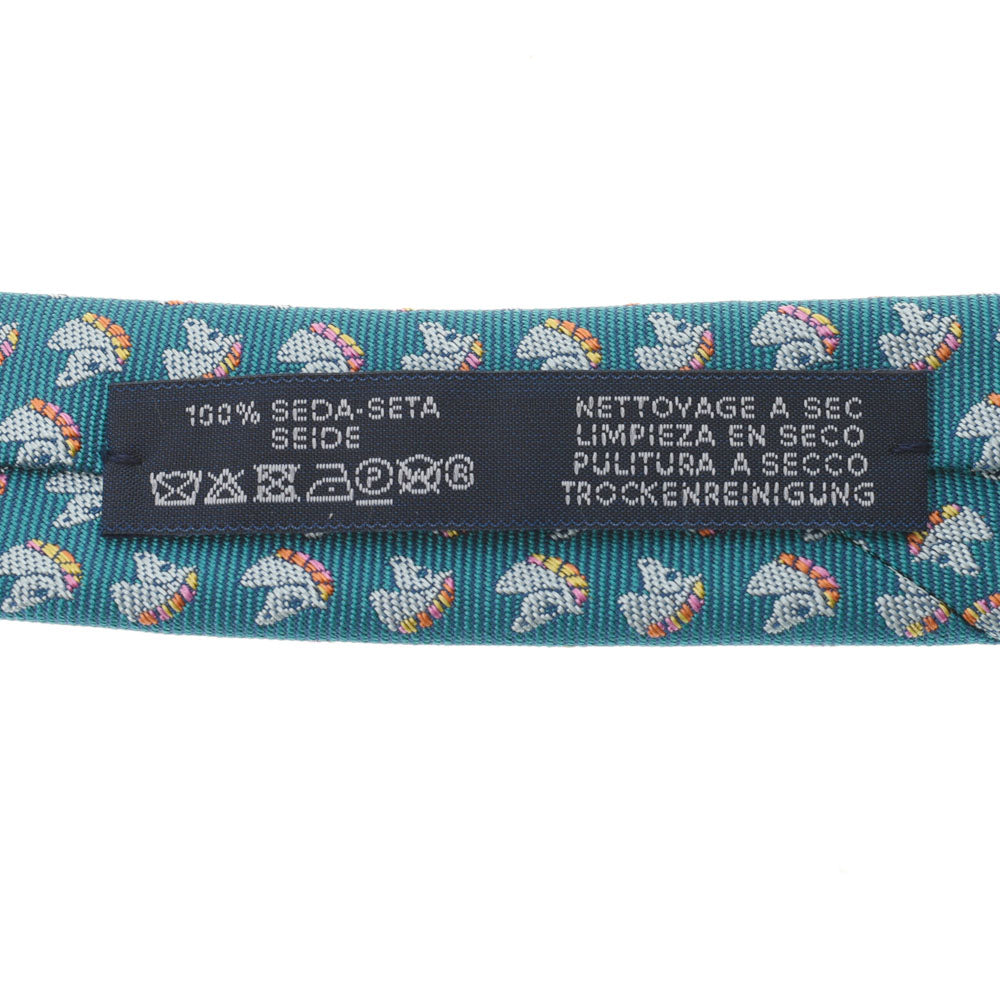 100% SEDA-SETA
SEIDE
NETTOYAGE A SEC
LIMPIEZA EN SECO
PULITURA A SECCO
TROCKENREINIGUNG